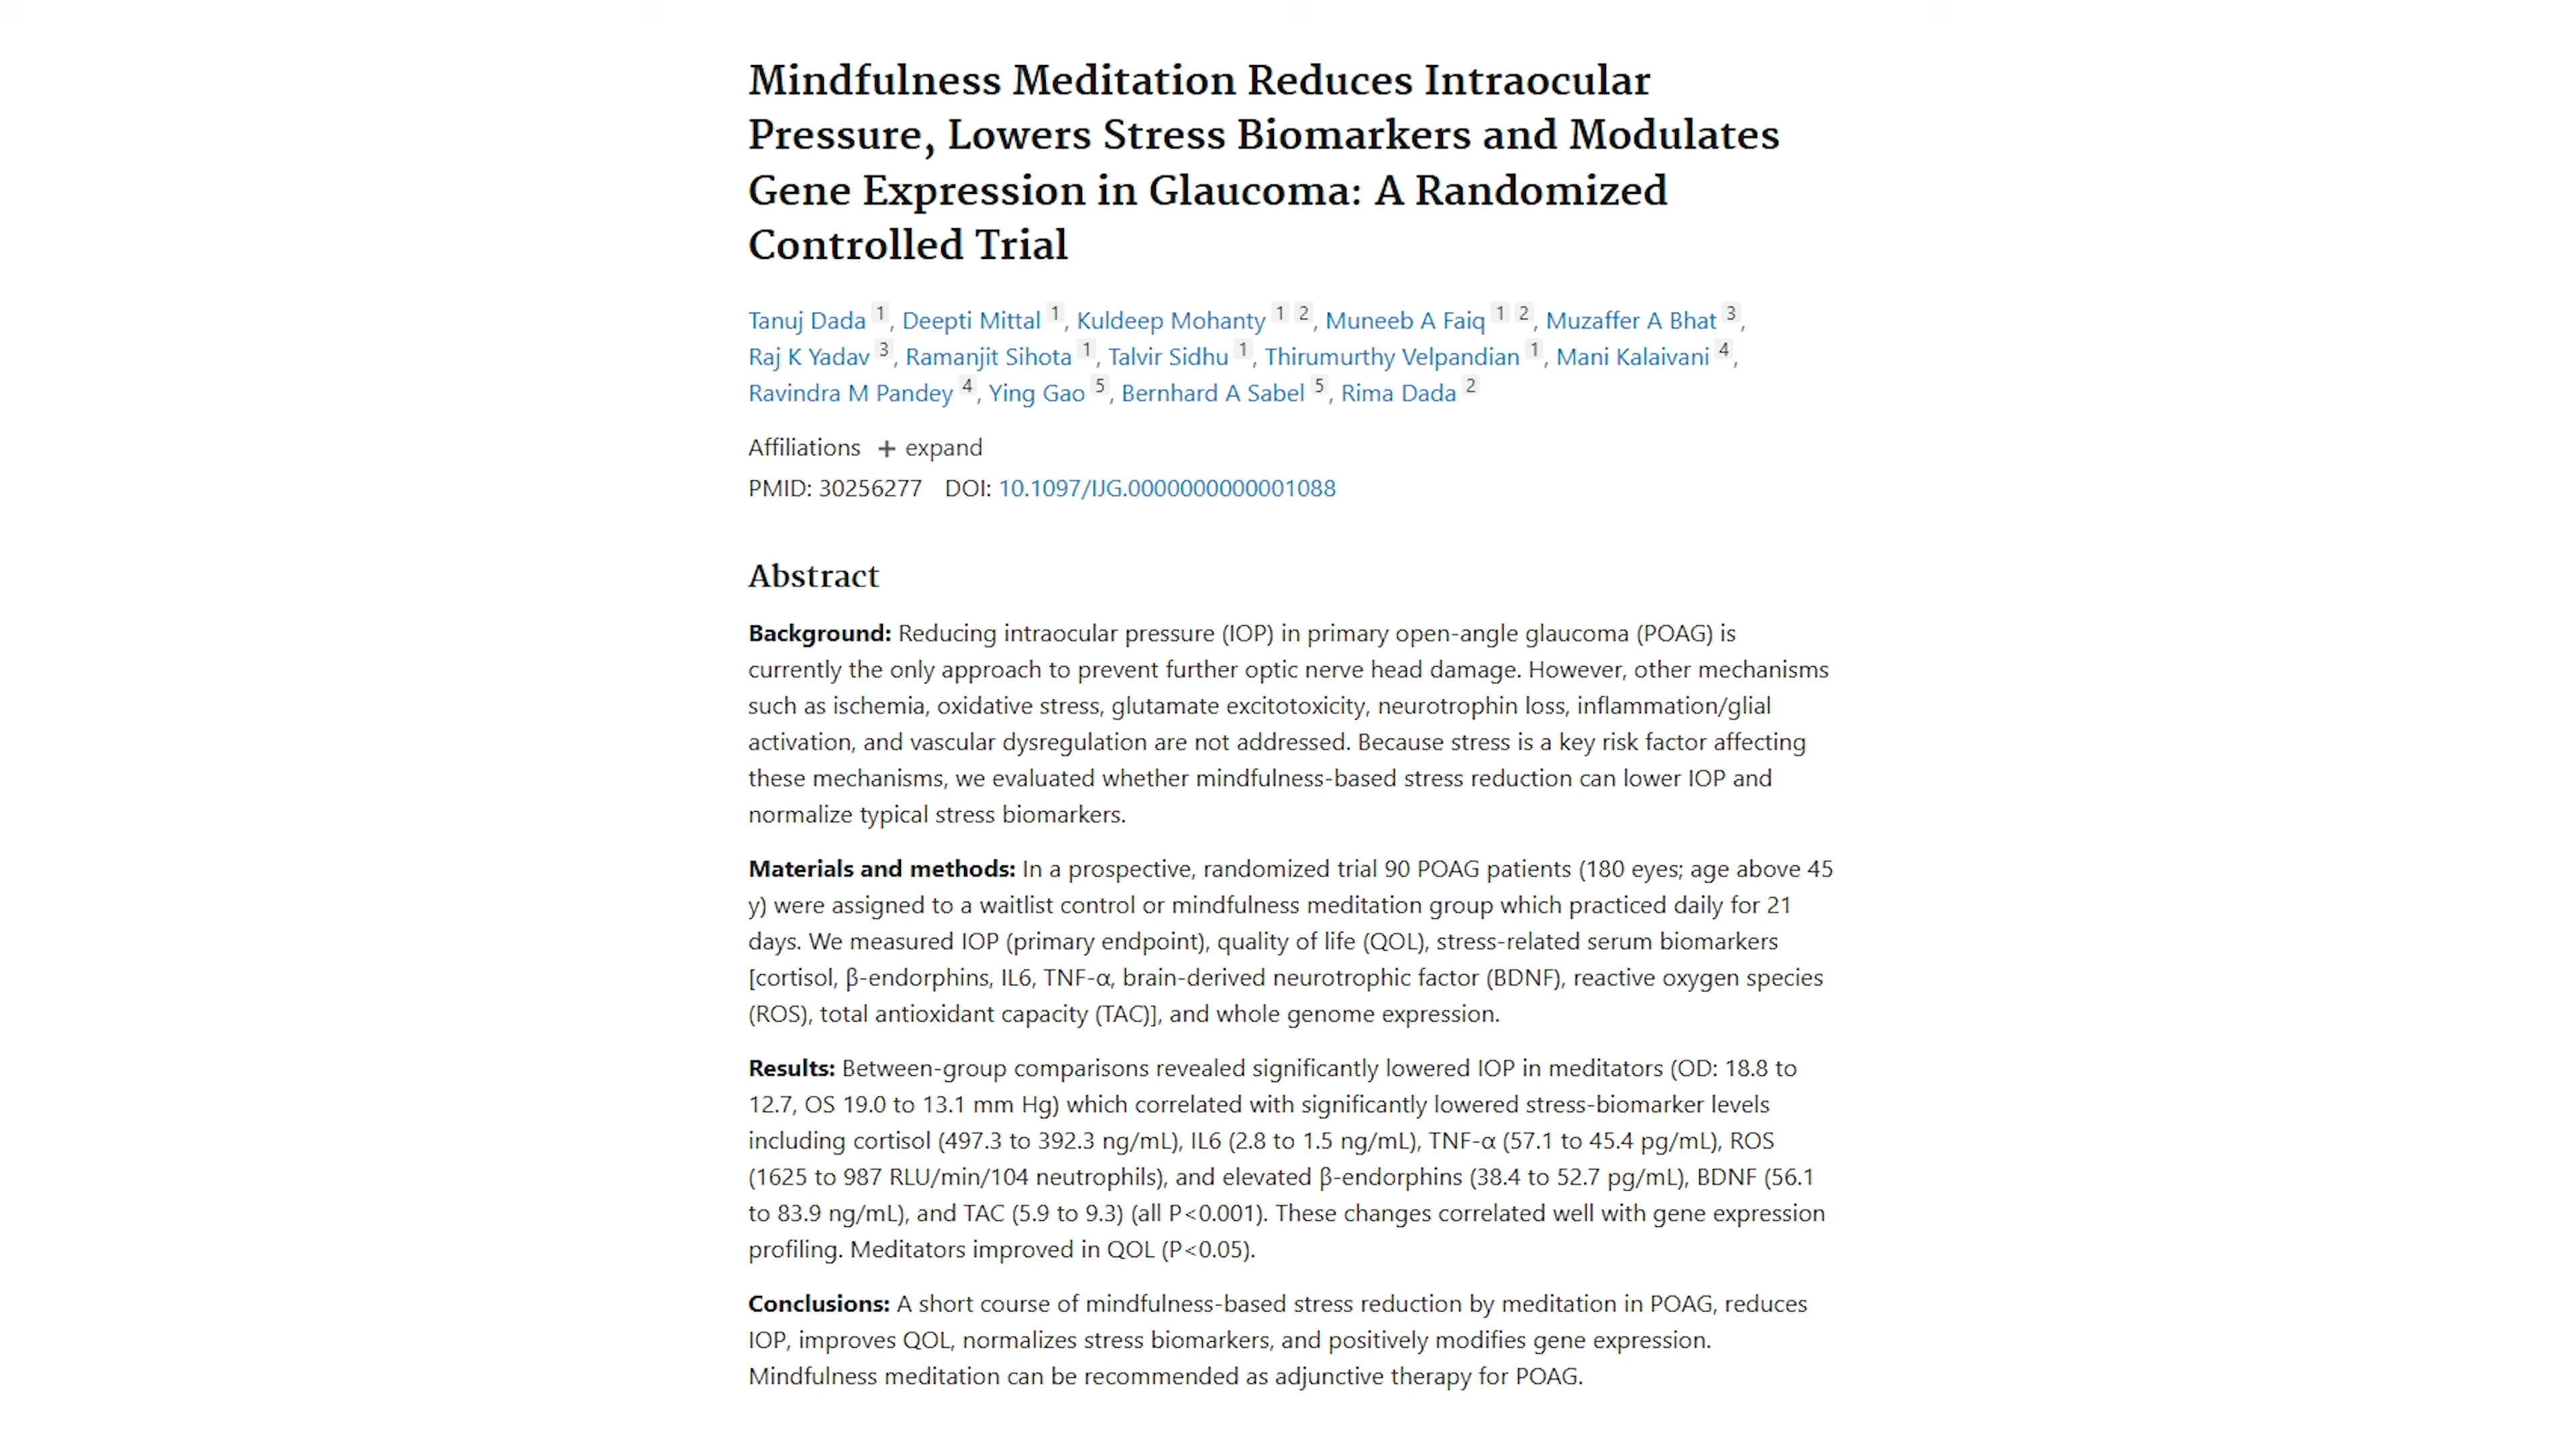 Mindfulness Meditation Reduces Intraocular
Pressure, Lowers Stress Biomarkers and Modulates
Gene Expression in Glaucoma: A Randomized
Controlled Trial
Tanuj Dada 1, Deepti Mittal 1, Kuldeep Mohanty 1 2, Muneeb A Faiq 1 2, Muzaffer A Bhat 3,
Raj K Yadav 3, Ramanjit Sihota 1, Talvir Sidhu 1, Thirumurthy Velpandian 1, Mani Kalaivani 4,
Ravindra M Pandey 4, Ying Gao 5, Bernhard A Sabel 5, Rima Dada 2
Affiliations + expand
PMID: 30256277 DOI: 10.1097/IJG.0000000000001088
Abstract
Background: Reducing intraocular pressure (IOP) in primary open-angle glaucoma (POAG) is
currently the only approach to prevent further optic nerve head damage. However, other mechanisms
such as ischemia, oxidative stress, glutamate excitotoxicity, neurotrophin loss, inflammation/glial
activation, and vascular dysregulation are not addressed. Because stress is a key risk factor affecting
these mechanisms, we evaluated whether mindfulness-based stress reduction can lower IOP and
normalize typical stress biomarkers.
Materials and methods: In a prospective, randomized trial 90 POAG patients (180 eyes; age above 45
y) were assigned to a waitlist control or mindfulness meditation group which practiced daily for 21
days. We measured IOP (primary endpoint), quality of life (QOL), stress-related serum biomarkers
[cortisol, β-endorphins, IL6, TNF-α, brain-derived neurotrophic factor (BDNF), reactive oxygen species
(ROS), total antioxidant capacity (TAC)], and whole genome expression.
Results: Between-group comparisons revealed significantly lowered IOP in meditators (OD: 18.8 to
12.7, OS 19.0 to 13.1 mm Hg) which correlated with significantly lowered stress-biomarker levels
including cortisol (497.3 to 392.3 ng/mL), IL6 (2.8 to 1.5 ng/mL), TNF-α (57.1 to 45.4 pg/mL), ROS
(1625 to 987 RLU/min/104 neutrophils), and elevated β-endorphins (38.4 to 52.7 pg/mL), BDNF (56.1
to 83.9 ng/mL), and TAC (5.9 to 9.3) (all P<0.001). These changes correlated well with gene expression
profiling. Meditators improved in QOL (P<0.05).
Conclusions: A short course of mindfulness-based stress reduction by meditation in POAG, reduces
IOP, improves QOL, normalizes stress biomarkers, and positively modifies gene expression.
Mindfulness meditation can be recommended as adjunctive therapy for POAG.